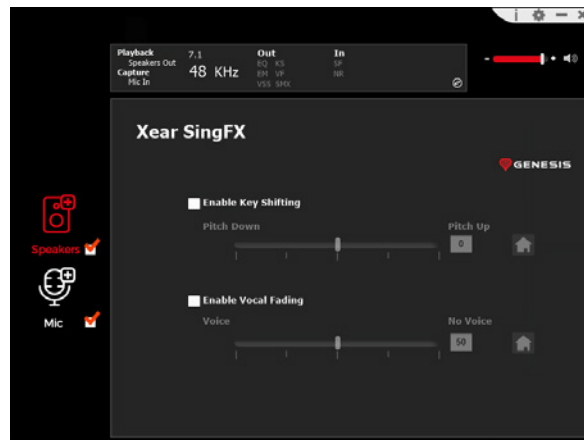 i
Playback 7.1 Out In
Speakers Out EQ KS SF
Capture 48 KHz EM VF NR
Mic In VSS SMX
Xear SingFX
GENESIS
Enable Key Shifting
Pitch Down Pitch Up
0
Speakers
Enable Vocal Fading
Mic
Voice No Voice
50